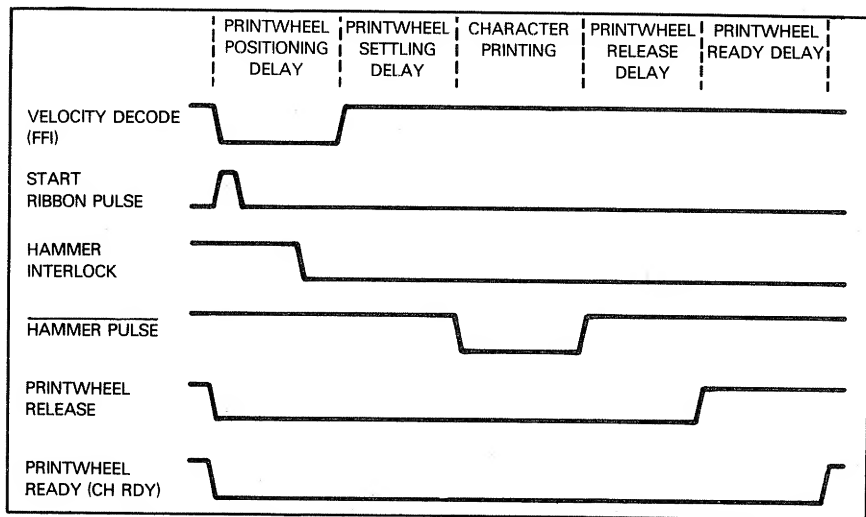 PRINTWHEEL POSITIONING DELAY
PRINTWHEEL SETTLING DELAY
CHARACTER PRINTING
PRINTWHEEL RELEASE DELAY
PRINTWHEEL READY DELAY
VELOCITY DECODE
(FFI)
START
RIBBON PULSE
HAMMER
INTERLOCK
HAMMER PULSE
PRINTWHEEL
RELEASE
PRINTWHEEL
READY (CH RDY)